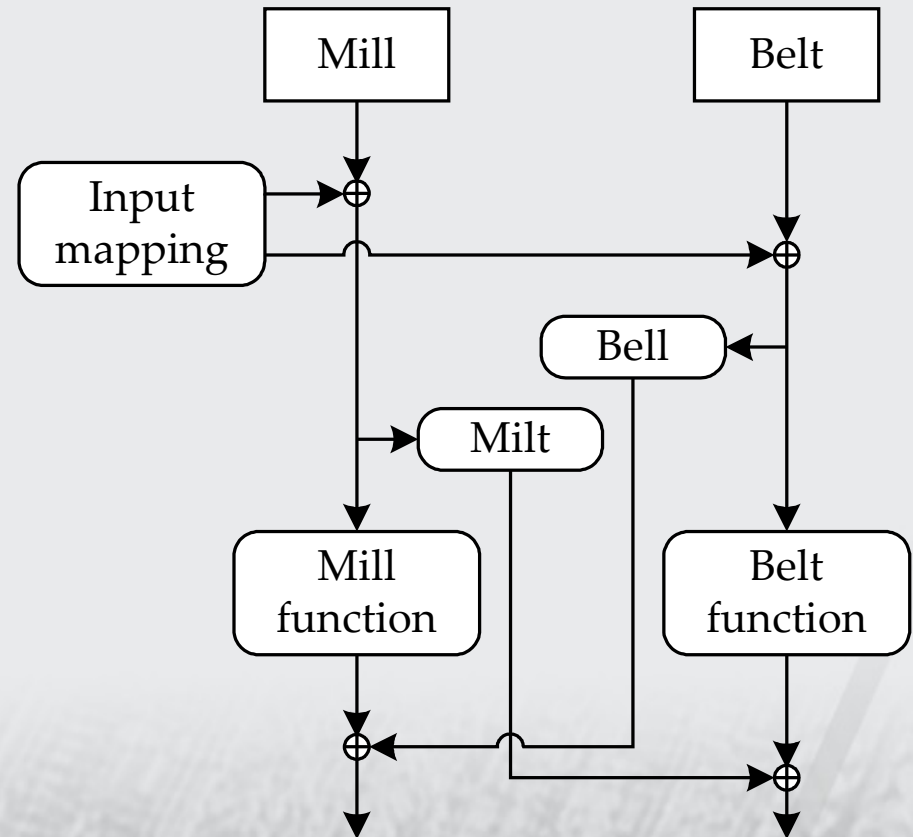 Mill
Belt
Input
mapping
Bell
Milt
Mill
function
Belt
function